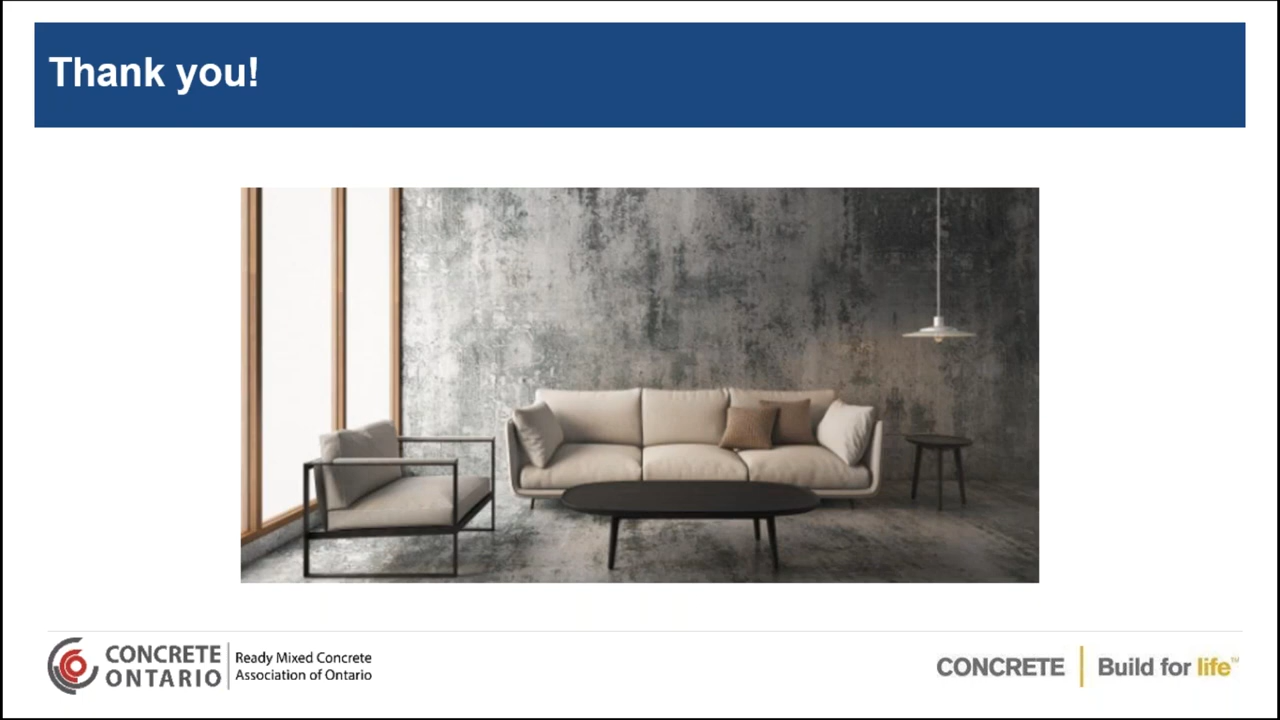 Thank you!
CONCRETE
ONTARIO
Ready Mixed Concrete
Association of Ontario
CONCRETE | Build for life™